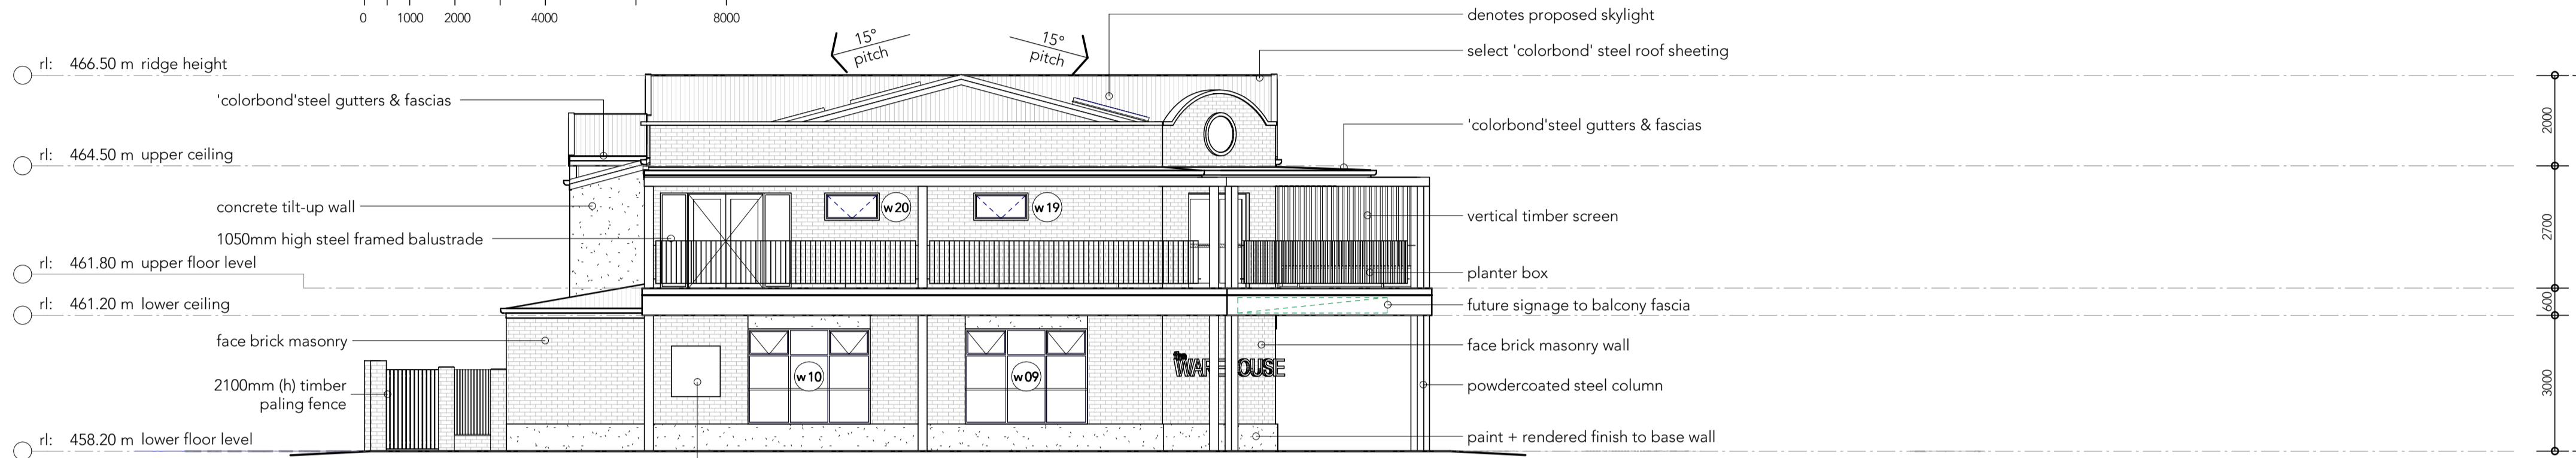 0 1000 2000 4000 8000
denotes proposed skylight
15°
pitch
15°
pitch
select 'colorbond' steel roof sheeting
rl: 466.50 m ridge height
'colorbond'steel gutters & fascias
2000
'colorbond'steel gutters & fascias
rl: 464.50 m upper ceiling
concrete tilt-up wall
w 20
w 19
vertical timber screen
2700
1050mm high steel framed balustrade
rl: 461.80 m upper floor level
planter box
rl: 461.20 m lower ceiling
600
future signage to balcony fascia
face brick masonry
face brick masonry wall
the
WAREHOUSE
w 10
w 09
2100mm (h) timber
paling fence
powdercoated steel column
3000
rl: 458.20 m lower floor level
paint + rendered finish to base wall